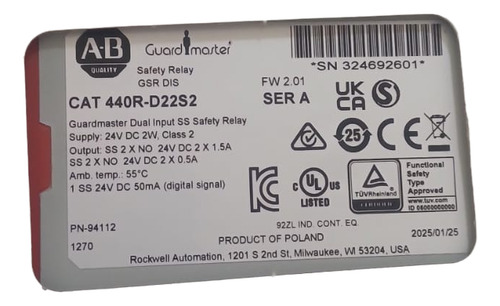 A-B
QUALITY
Guardmaster
Safety Relay
GSR DIS
*SN 324692601*
FW 2.01
CAT 440R-D22S2
SER A
UK
CA
Guardmaster Dual Input SS Safety Relay
Supply: 24V DC 2W, Class 2
Output: SS 2 X NO 24V DC 2 X 1.5A
SS 2 X NO 24V DC 2 X 0.5A
Amb. temp.: 55°C
1 SS 24V DC 50mA (digital signal)
25
CE
c UL us
LISTED
TÜVRheinland
CERTIFIED
Functional
Safety
Type
Approved
www.tuv.com
ID 0600000000
PN-94112
92ZL IND. CONT. EQ.
1270
PRODUCT OF POLAND
2025/01/25
Rockwell Automation, 1201 S 2nd St, Milwaukee, WI 53204, USA